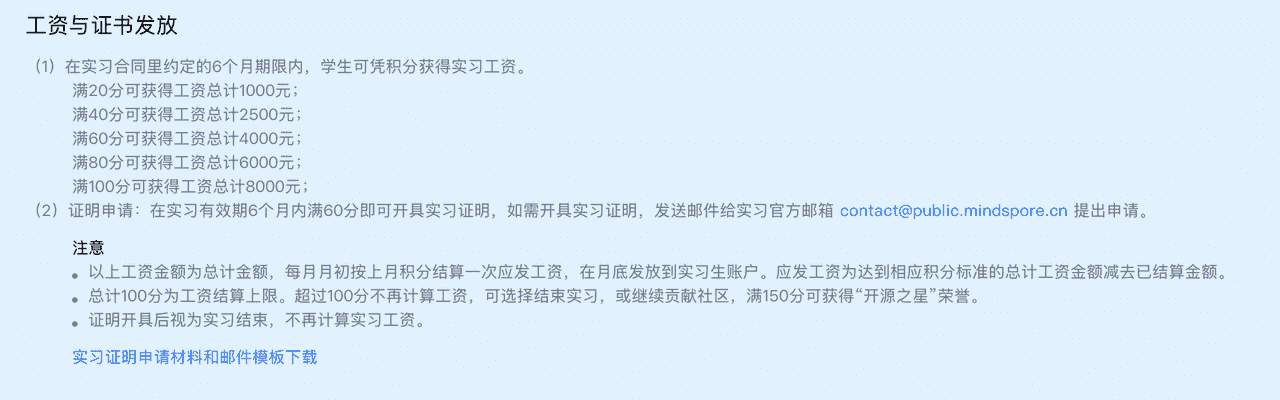 工资与证书发放
（1）在实习合同里约定的6个月期限内，学生可凭积分获得实习工资。
满20分可获得工资总计1000元；
满40分可获得工资总计2500元；
满60分可获得工资总计4000元；
满80分可获得工资总计6000元；
满100分可获得工资总计8000元；
（2）证明申请：在实习有效期6个月内满60分即可开具实习证明，如需开具实习证明，发送邮件给实习官方邮箱 contact@public.mindspore.cn 提出申请。
注意
• 以上工资金额为总计金额，每月月初按上月积分结算一次应发工资，在月底发放到实习生账户。应发工资为达到相应积分标准的总计工资金额减去已结算金额。
• 总计100分为工资结算上限。超过100分不再计算工资，可选择结束实习，或继续贡献社区，满150分可获得“开源之星”荣誉。
• 证明开具后视为实习结束，不再计算实习工资。
实习证明申请材料和邮件模板下载